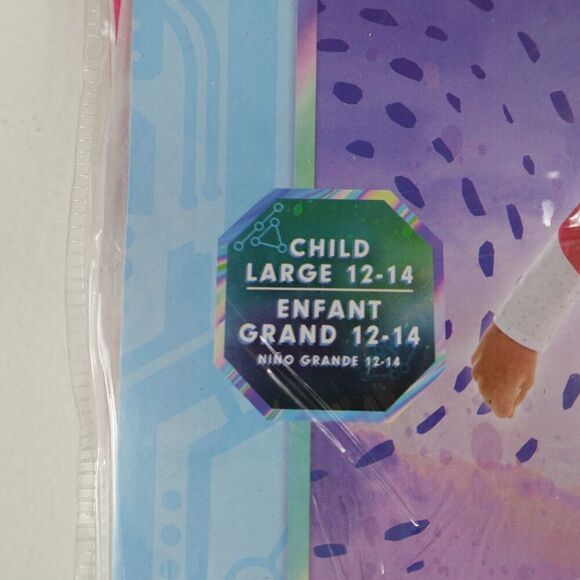 CHILD
LARGE 12-14
ENFANT
GRAND 12-14
NIÑO GRANDE 12-14